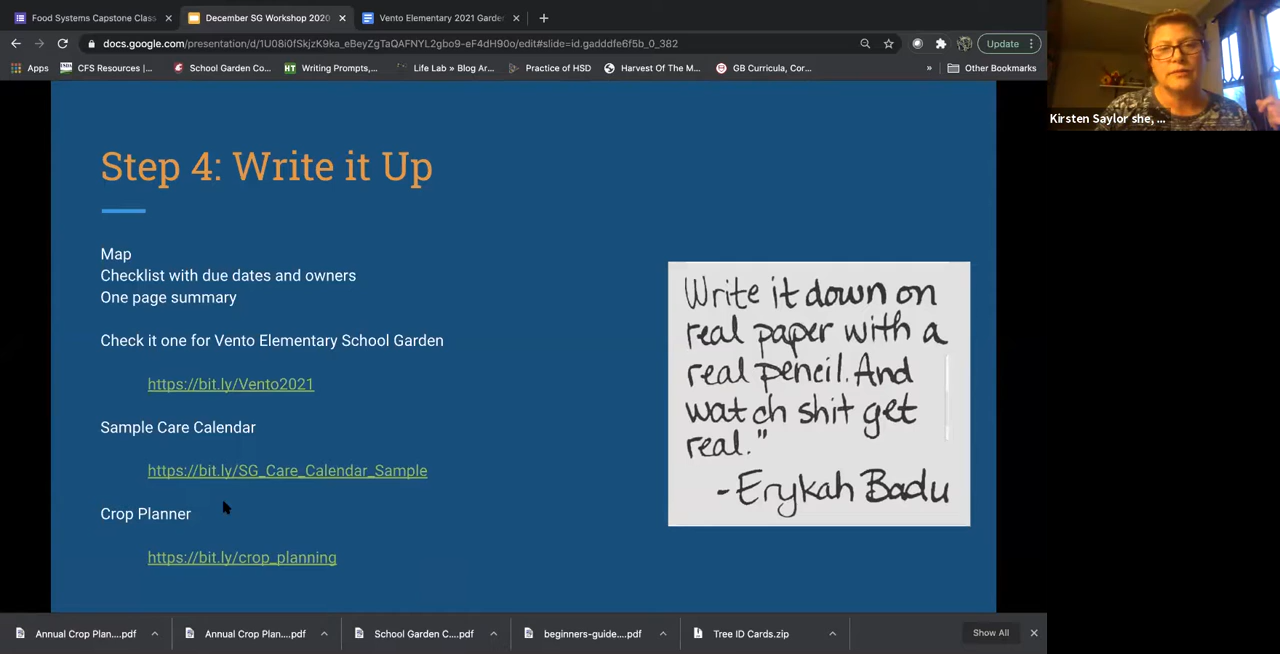 Food Systems Capstone Class
December SG Workshop 2020
Vento Elementary 2021 Garde
docs.google.com/presentation/d/1U08i0fSkjzK9ka_eBeyZgTaQAFNYL2gbo9-eF4dH90o/edit#slide=id.gadddfe6f5b_0_382
Update
Apps
CFS Resources |...
School Garden Co...
Writing Prompts,...
Life Lab » Blog Ar...
Practice of HSD
Harvest Of The M...
GB Curricula, Cor...
»
Other Bookmarks
Kirsten Saylor she, ...
Step 4: Write it Up
Map
Checklist with due dates and owners
One page summary
Check it one for Vento Elementary School Garden
https://bit.ly/Vento2021
Sample Care Calendar
https://bit.ly/SG_Care_Calendar_Sample
Crop Planner
https://bit.ly/crop_planning
Write it down on
real paper with a
real pencil. And
watch shit get
real."
- Erykah Badu
Annual Crop Plan....pdf
Annual Crop Plan....pdf
School Garden C....pdf
beginners-guide....pdf
Tree ID Cards.zip
Show All